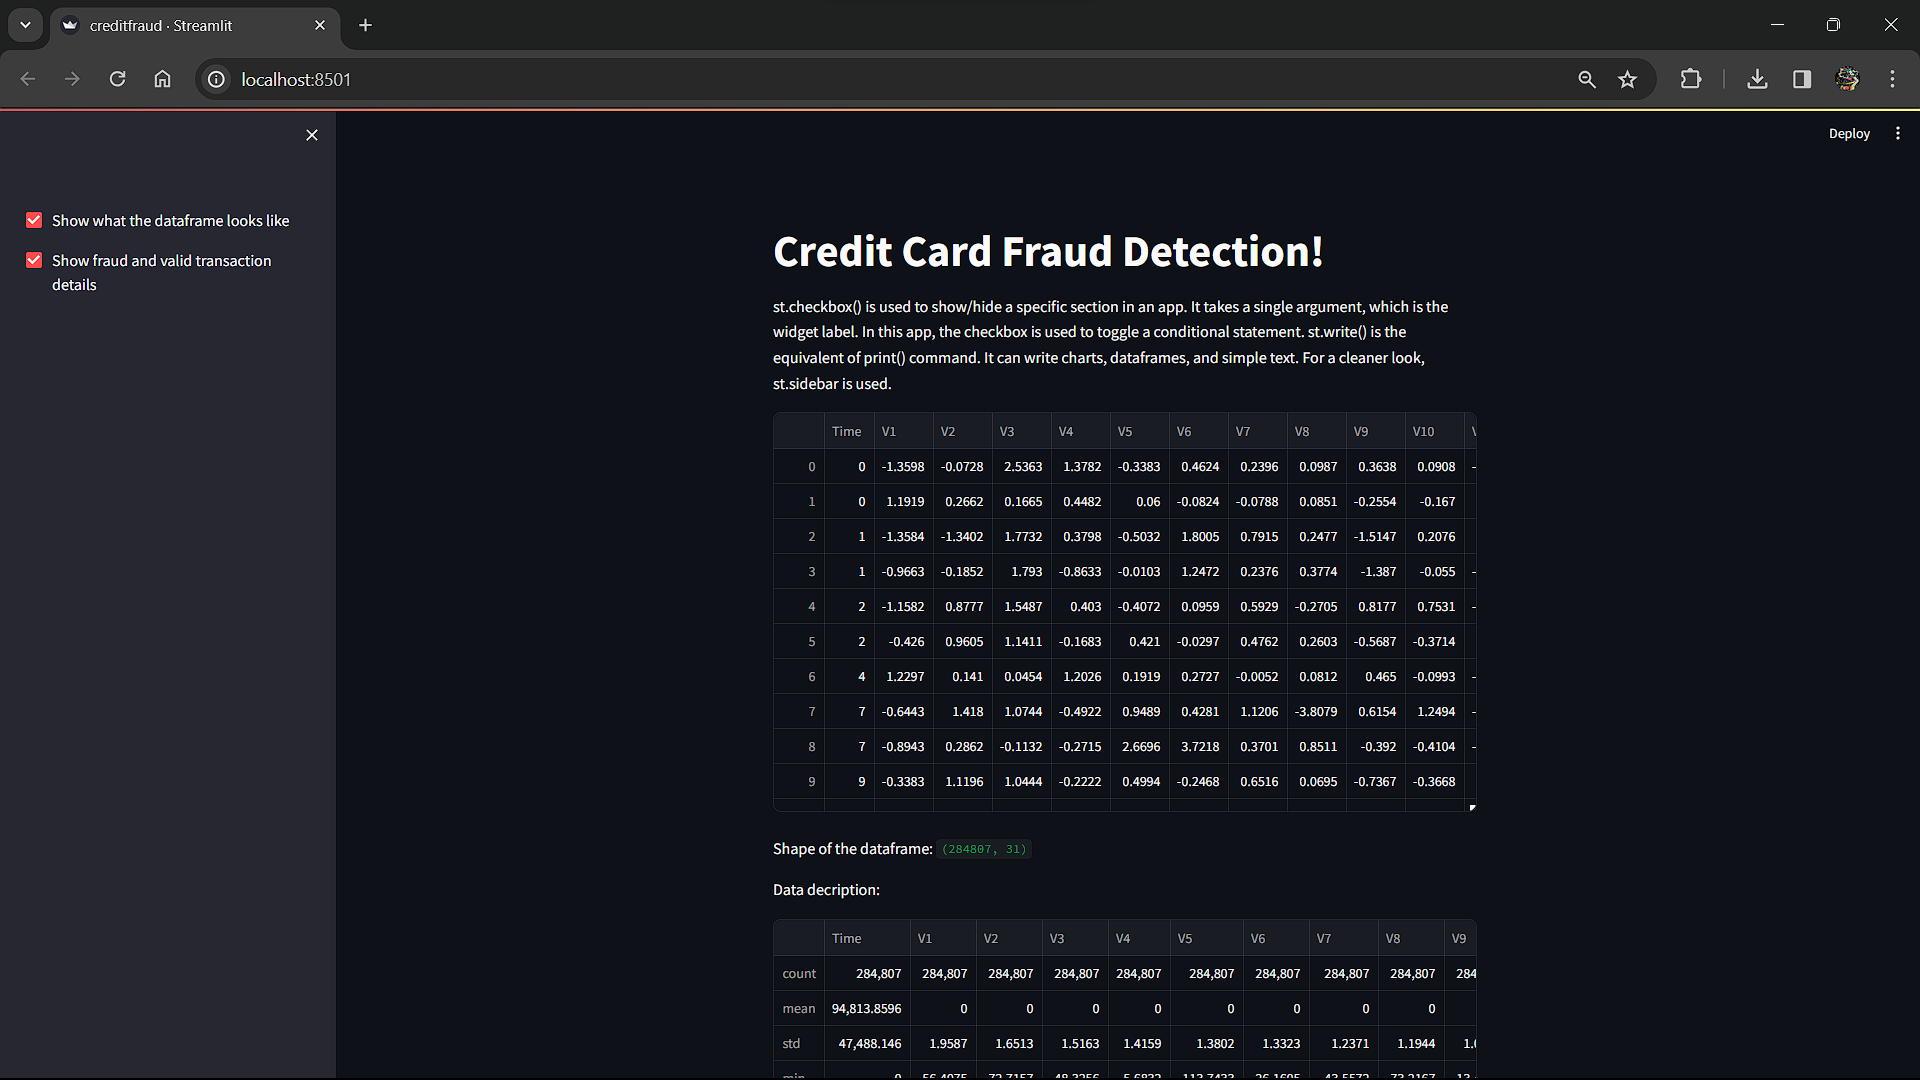 creditfraud · Streamlit
localhost:8501
Deploy
Show what the dataframe looks like
Show fraud and valid transaction
details
Credit Card Fraud Detection!
st.checkbox() is used to show/hide a specific section in an app. It takes a single argument, which is the
widget label. In this app, the checkbox is used to toggle a conditional statement. st.write() is the
equivalent of print() command. It can write charts, dataframes, and simple text. For a cleaner look,
st.sidebar is used.
Time V1 V2 V3 V4 V5 V6 V7 V8 V9 V10
0 0 -1.3598 -0.0728 2.5363 1.3782 -0.3383 0.4624 0.2396 0.0987 0.3638 0.0908 -
1 0 1.1919 0.2662 0.1665 0.4482 0.06 -0.0824 -0.0788 0.0851 -0.2554 -0.167
2 1 -1.3584 -1.3402 1.7732 0.3798 -0.5032 1.8005 0.7915 0.2477 -1.5147 0.2076
3 1 -0.9663 -0.1852 1.793 -0.8633 -0.0103 1.2472 0.2376 0.3774 -1.387 -0.055 -
4 2 -1.1582 0.8777 1.5487 0.403 -0.4072 0.0959 0.5929 -0.2705 0.8177 0.7531 -
5 2 -0.426 0.9605 1.1411 -0.1683 0.421 -0.0297 0.4762 0.2603 -0.5687 -0.3714
6 4 1.2297 0.141 0.0454 1.2026 0.1919 0.2727 -0.0052 0.0812 0.465 -0.0993 -
7 7 -0.6443 1.418 1.0744 -0.4922 0.9489 0.4281 1.1206 -3.8079 0.6154 1.2494 -
8 7 -0.8943 0.2862 -0.1132 -0.2715 2.6696 3.7218 0.3701 0.8511 -0.392 -0.4104 -
9 9 -0.3383 1.1196 1.0444 -0.2222 0.4994 -0.2468 0.6516 0.0695 -0.7367 -0.3668
Shape of the dataframe: (284807, 31)
Data decription:
Time V1 V2 V3 V4 V5 V6 V7 V8 V9
count 284,807 284,807 284,807 284,807 284,807 284,807 284,807 284,807 284,807 284
mean 94,813.8596 0 0 0 0 0 0 0 0
std 47,488.146 1.9587 1.6513 1.5163 1.4159 1.3802 1.3323 1.2371 1.1944